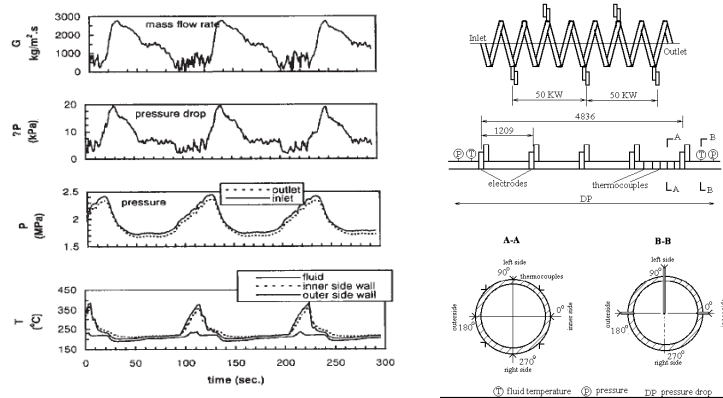 G
kg/m².s
3000
2000
1000
0
mass flow rate
?P
(kPa)
20
10
0
pressure drop
P
(MPa)
2.5
2
1.5
pressure
outlet
inlet
T
(°C)
450
350
250
150
fluid
inner side wall
outer side wall
0 50 100 150 200 250 300
time (sec.)
Inlet
Outlet
50 KW 50 KW
4836
1209
A B
P T T P
electrodes thermocouples
A B
DP
A-A B-B
left side left side
90° 90°
thermocouples
outerside
180°
0°
inner side
outerside
180°
0°
270° 270°
right side right side
T fluid temperature P pressure DP pressure drop